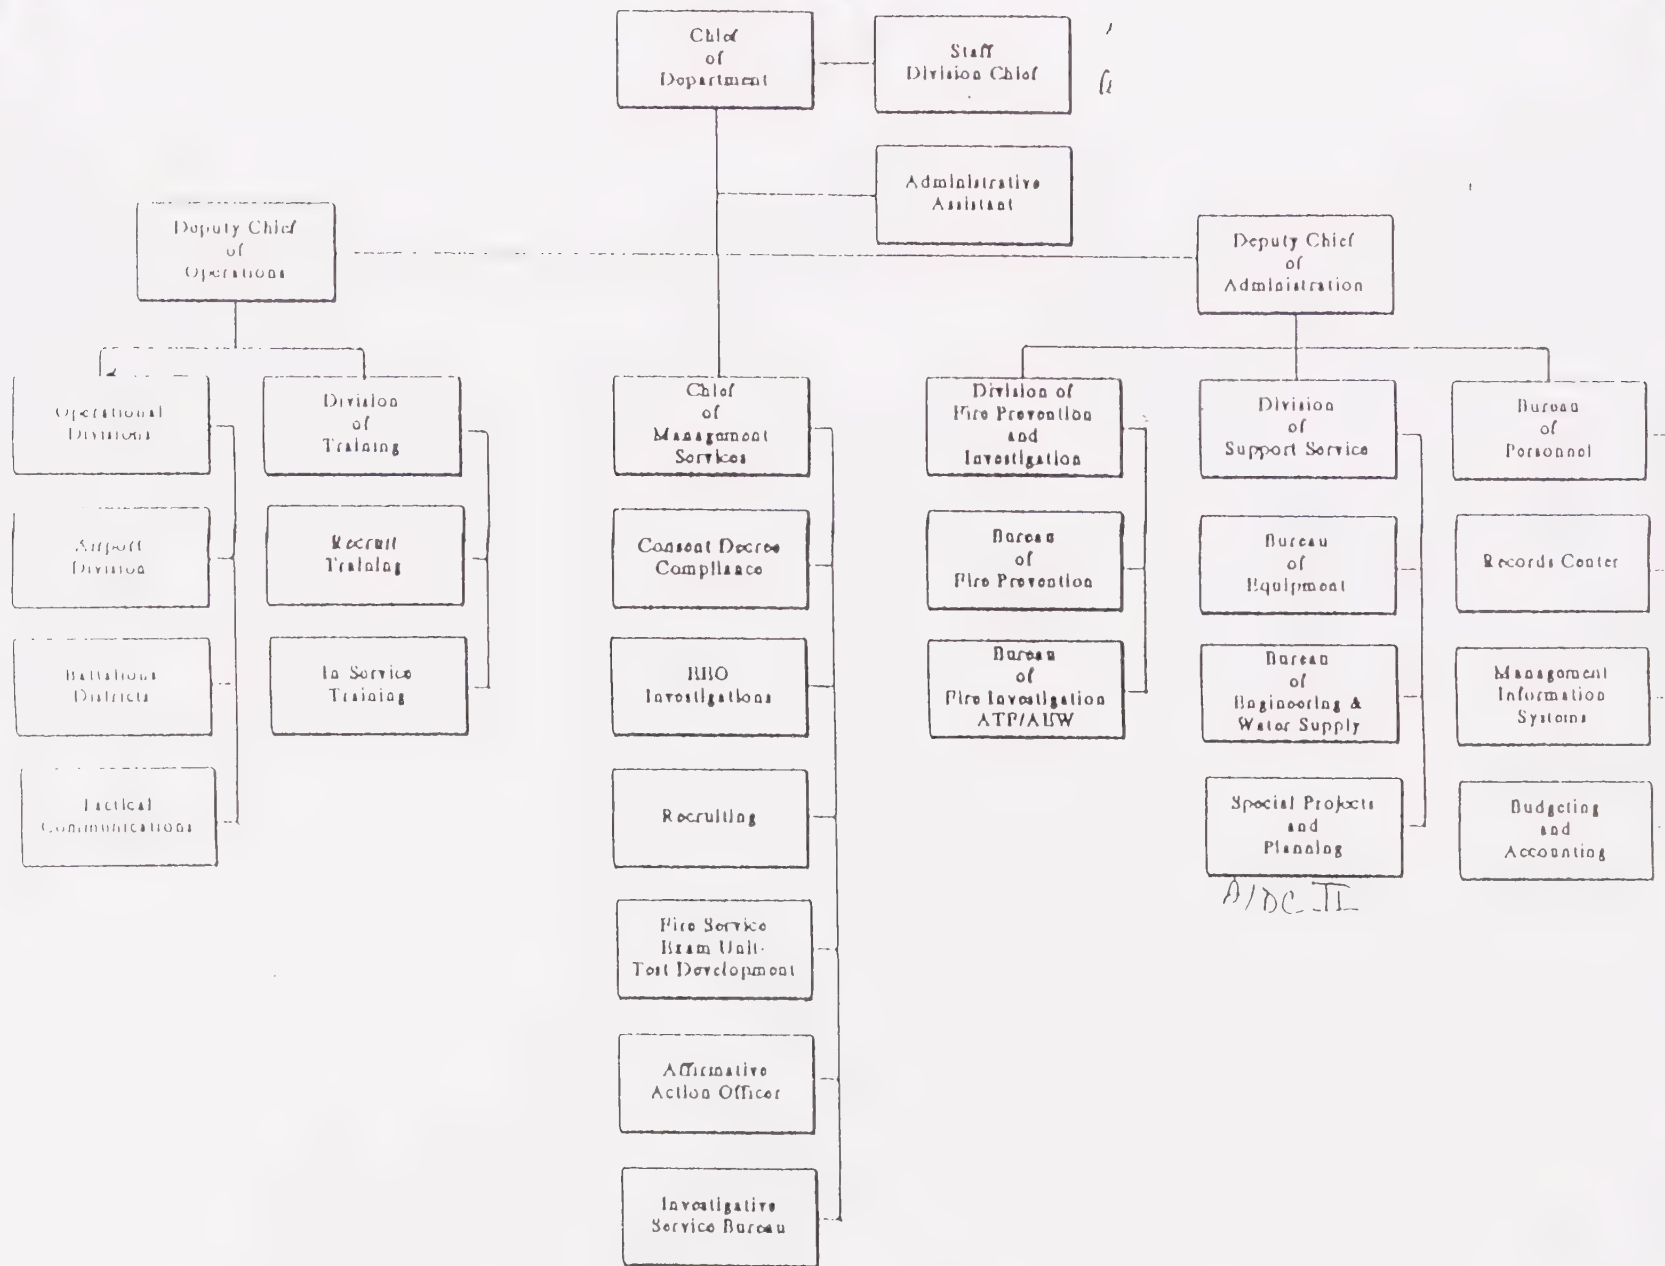 Chief
of
Department
Staff
Division Chief
Administrative
Assistant
Deputy Chief
of
Operations
Deputy Chief
of
Administration
Operational
Divisions
Airport
Division
Battalions
Districts
Tactical
Communications
Division
of
Training
Recruit
Training
In Service
Training
Chief
of
Management
Services
Consent Decree
Compliance
EEO
Investigations
Recruiting
Fire Service
Exam Unit-
Test Development
Affirmative
Action Officer
Investigative
Service Bureau
Division of
Fire Prevention
and
Investigation
Bureau
of
Fire Prevention
Bureau
of
Fire Investigation
Division
of
Support Service
Bureau
of
Equipment
Bureau
of
Engineering &
Water Supply
Special Projects
and
Planning
A/DC II
Bureau
of
Personnel
Records Center
Management
Information
Systems
Budgeting
and
Accounting